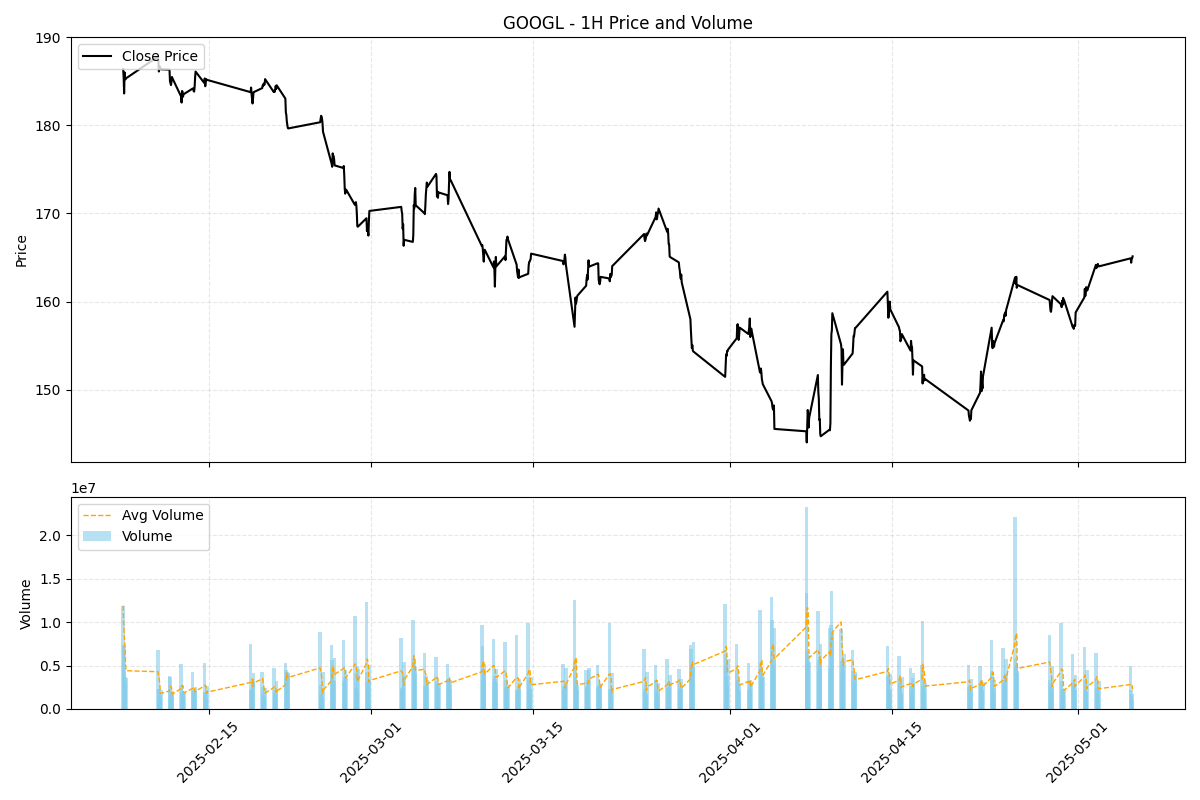 GOOGL - 1H Price and Volume
190
180
170
160
150
Price
Close Price
1e7
2.0
1.5
1.0
0.5
0.0
Volume
Avg Volume
Volume
2025-02-15
2025-03-01
2025-03-15
2025-04-01
2025-04-15
2025-05-01